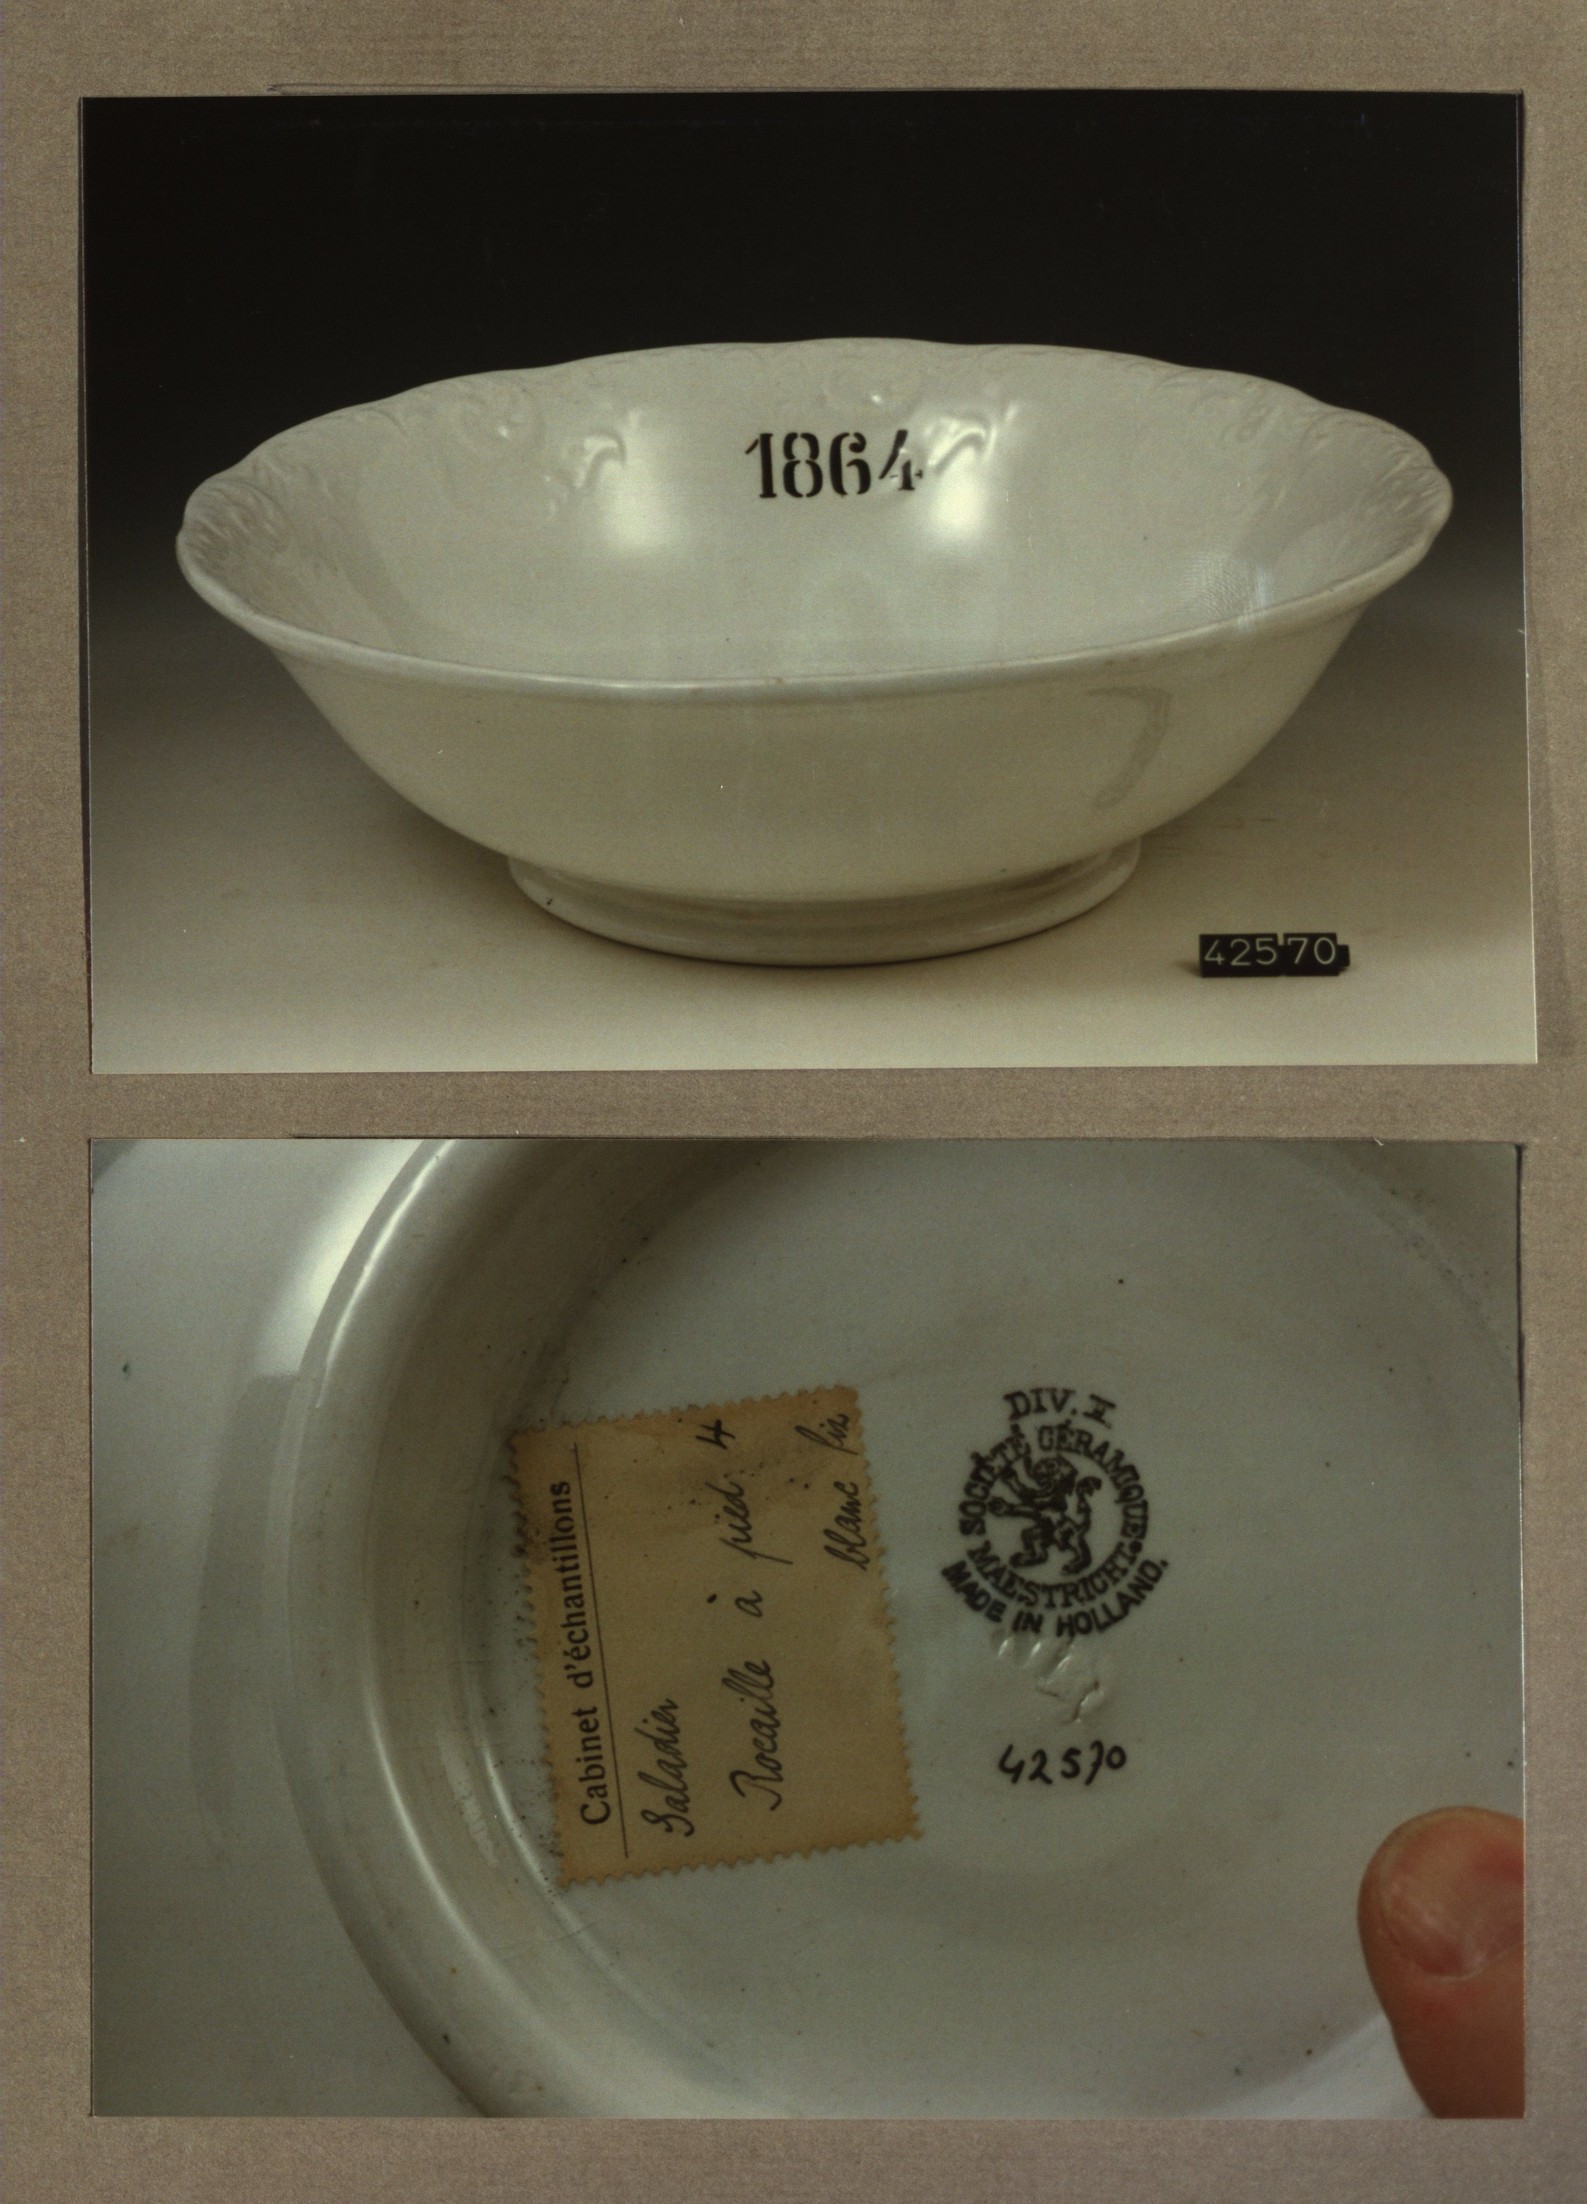 1864
42570
Cabinet d'échantillons
Saladier
Rocaille à pied 4
blanc fin
DIV. I
SOCIÉTÉ CÉRAMIQUE
MAESTRICHT.
MADE IN HOLLAND.
42570